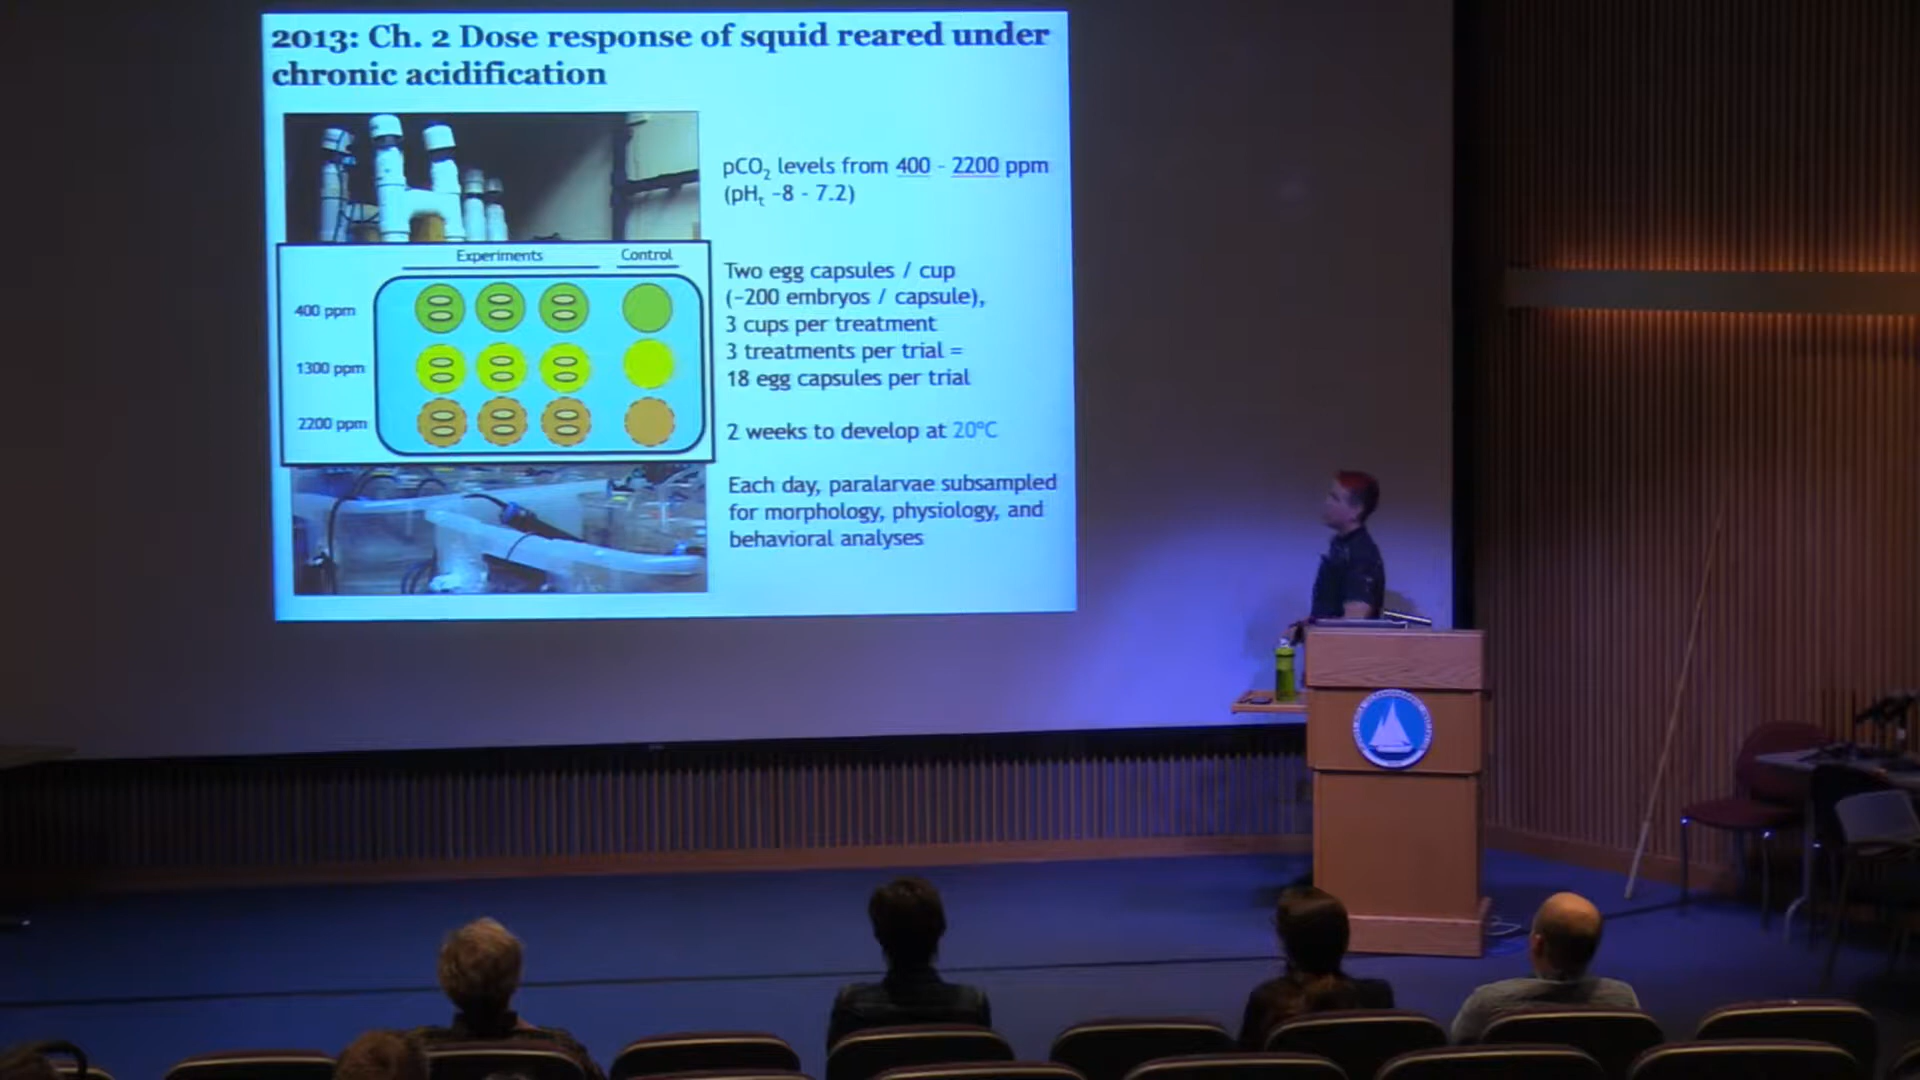 2013: Ch. 2 Dose response of squid reared under
chronic acidification
pCO₂ levels from 400 - 2200 ppm
(pHₜ ~8 - 7.2)
Experiments Control
400 ppm
1300 ppm
2200 ppm
Two egg capsules / cup
(~200 embryos / capsule),
3 cups per treatment
3 treatments per trial =
18 egg capsules per trial
2 weeks to develop at 20°C
Each day, paralarvae subsampled
for morphology, physiology, and
behavioral analyses